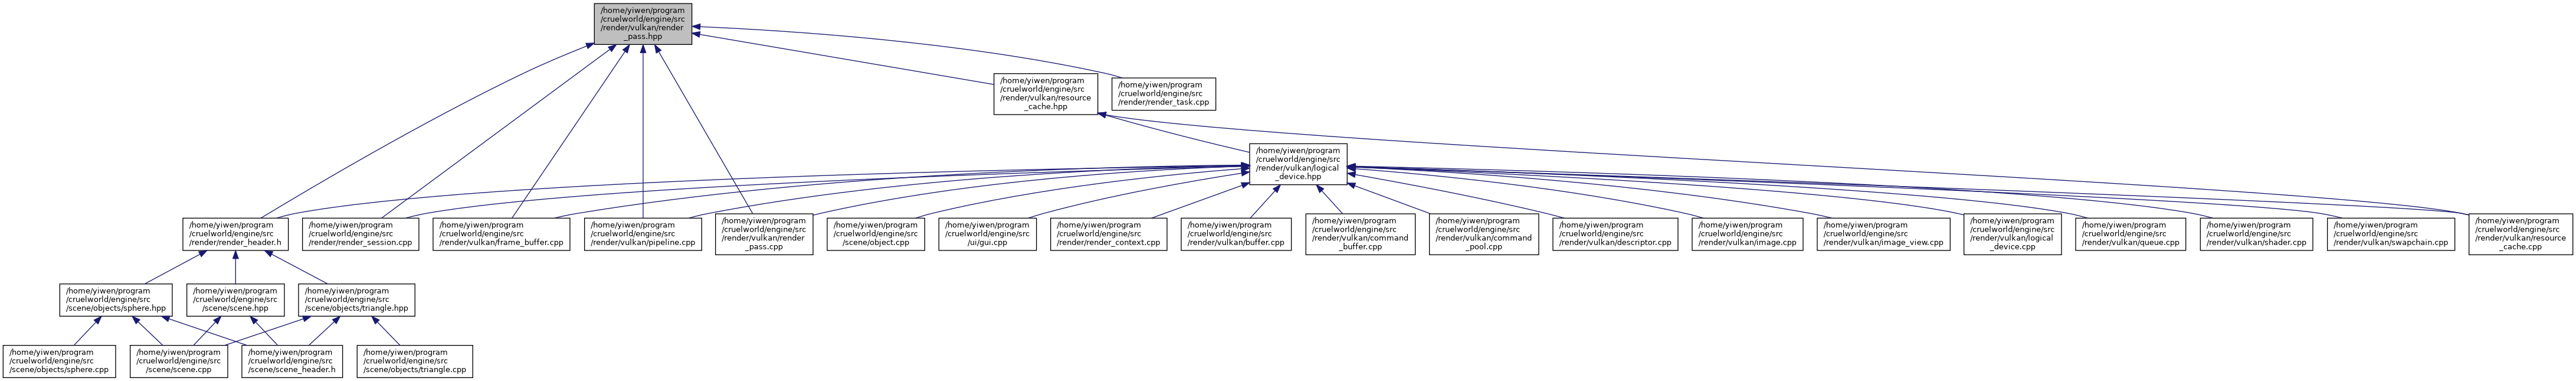 /home/yiwen/program
/cruelworld/engine/src
/render/vulkan/render
_pass.hpp
/home/yiwen/program
/cruelworld/engine/src
/render/vulkan/resource
_cache.hpp
/home/yiwen/program
/cruelworld/engine/src
/render/render_task.cpp
/home/yiwen/program
/cruelworld/engine/src
/render/vulkan/logical
_device.hpp
/home/yiwen/program
/cruelworld/engine/src
/render/render_header.h
/home/yiwen/program
/cruelworld/engine/src
/render/render_session.cpp
/home/yiwen/program
/cruelworld/engine/src
/render/vulkan/frame_buffer.cpp
/home/yiwen/program
/cruelworld/engine/src
/render/vulkan/pipeline.cpp
/home/yiwen/program
/cruelworld/engine/src
/render/vulkan/render
_pass.cpp
/home/yiwen/program
/cruelworld/engine/src
/scene/object.cpp
/home/yiwen/program
/cruelworld/engine/src
/ui/gui.cpp
/home/yiwen/program
/cruelworld/engine/src
/render/render_context.cpp
/home/yiwen/program
/cruelworld/engine/src
/render/vulkan/buffer.cpp
/home/yiwen/program
/cruelworld/engine/src
/render/vulkan/command
_buffer.cpp
/home/yiwen/program
/cruelworld/engine/src
/render/vulkan/command
_pool.cpp
/home/yiwen/program
/cruelworld/engine/src
/render/vulkan/descriptor.cpp
/home/yiwen/program
/cruelworld/engine/src
/render/vulkan/image.cpp
/home/yiwen/program
/cruelworld/engine/src
/render/vulkan/image_view.cpp
/home/yiwen/program
/cruelworld/engine/src
/render/vulkan/logical
_device.cpp
/home/yiwen/program
/cruelworld/engine/src
/render/vulkan/queue.cpp
/home/yiwen/program
/cruelworld/engine/src
/render/vulkan/shader.cpp
/home/yiwen/program
/cruelworld/engine/src
/render/vulkan/swapchain.cpp
/home/yiwen/program
/cruelworld/engine/src
/render/vulkan/resource
_cache.cpp
/home/yiwen/program
/cruelworld/engine/src
/scene/objects/sphere.hpp
/home/yiwen/program
/cruelworld/engine/src
/scene/scene.hpp
/home/yiwen/program
/cruelworld/engine/src
/scene/objects/triangle.hpp
/home/yiwen/program
/cruelworld/engine/src
/scene/objects/sphere.cpp
/home/yiwen/program
/cruelworld/engine/src
/scene/scene.cpp
/home/yiwen/program
/cruelworld/engine/src
/scene/scene_header.h
/home/yiwen/program
/cruelworld/engine/src
/scene/objects/triangle.cpp